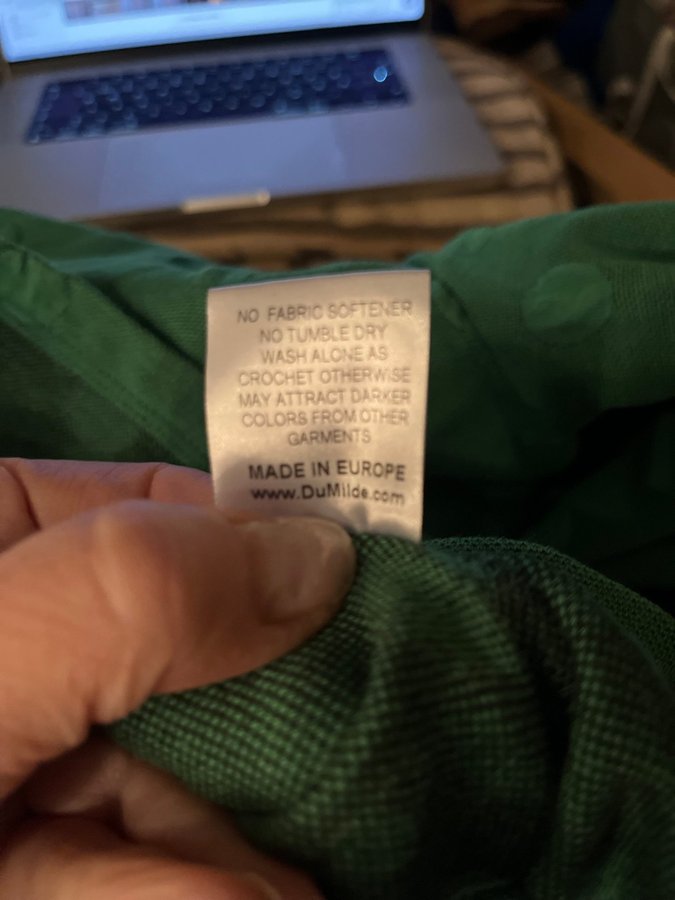 NO FABRIC SOFTENER
NO TUMBLE DRY
WASH ALONE AS
CROCHET OTHERWISE
MAY ATTRACT DARKER
COLORS FROM OTHER
GARMENTS
MADE IN EUROPE
www.DuMilde.com